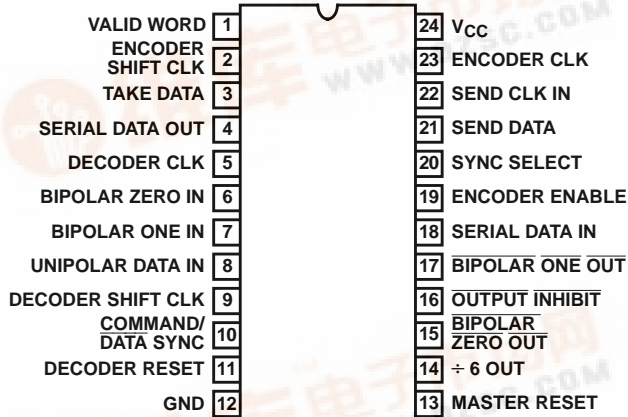 VALID WORD 1
ENCODER
SHIFT CLK 2
TAKE DATA 3
SERIAL DATA OUT 4
DECODER CLK 5
BIPOLAR ZERO IN 6
BIPOLAR ONE IN 7
UNIPOLAR DATA IN 8
DECODER SHIFT CLK 9
COMMAND/
DATA SYNC 10
DECODER RESET 11
GND 12
24 VCC
23 ENCODER CLK
22 SEND CLK IN
21 SEND DATA
20 SYNC SELECT
19 ENCODER ENABLE
18 SERIAL DATA IN
17 BIPOLAR ONE OUT
16 OUTPUT INHIBIT
15 BIPOLAR
ZERO OUT
14 ÷ 6 OUT
13 MASTER RESET